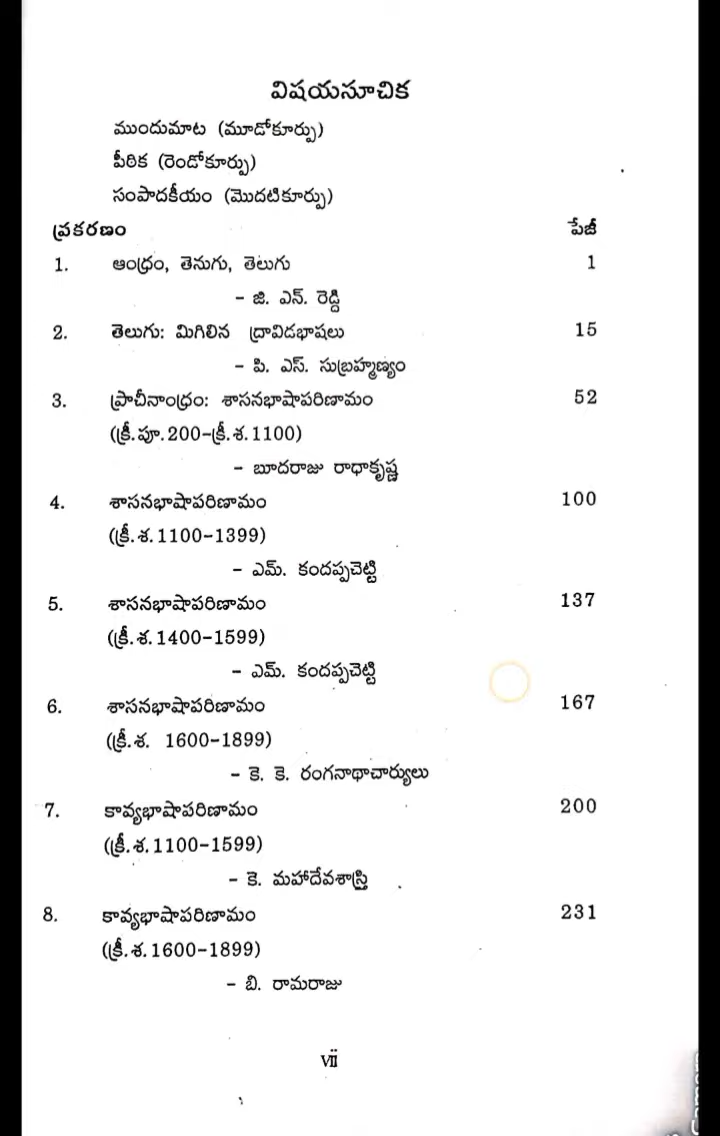 విషయసూచిక
ముందుమాట (మూడోకూర్పు)
పీఠిక (రెండోకూర్పు)
సంపాదకీయం (మొదటికూర్పు)
ప్రకరణం పేజీ
1. ఆంధ్రం, తెనుగు, తెలుగు 1
- జి. ఎన్. రెడ్డి
2. తెలుగు: మిగిలిన ద్రావిడభాషలు 15
- పి. ఎస్. సుబ్రహ్మణ్యం
3. ప్రాచీనాంధ్రం: శాసనభాషాపరిణామం 52
(క్రీ.పూ.200-క్రీ.శ.1100)
- బూదరాజు రాధాకృష్ణ
4. శాసనభాషాపరిణామం 100
(క్రీ.శ.1100-1399)
- ఎమ్. కందప్పచెట్టి
5. శాసనభాషాపరిణామం 137
(క్రీ.శ.1400-1599)
- ఎమ్. కందప్పచెట్టి
6. శాసనభాషాపరిణామం 167
(క్రీ.శ. 1600-1899)
- కె. కె. రంగనాథాచార్యులు
7. కావ్యభాషాపరిణామం 200
(క్రీ.శ.1100-1599)
- కె. మహాదేవశాస్త్రి
8. కావ్యభాషాపరిణామం 231
(క్రీ.శ.1600-1899)
- బి. రామరాజు
vii